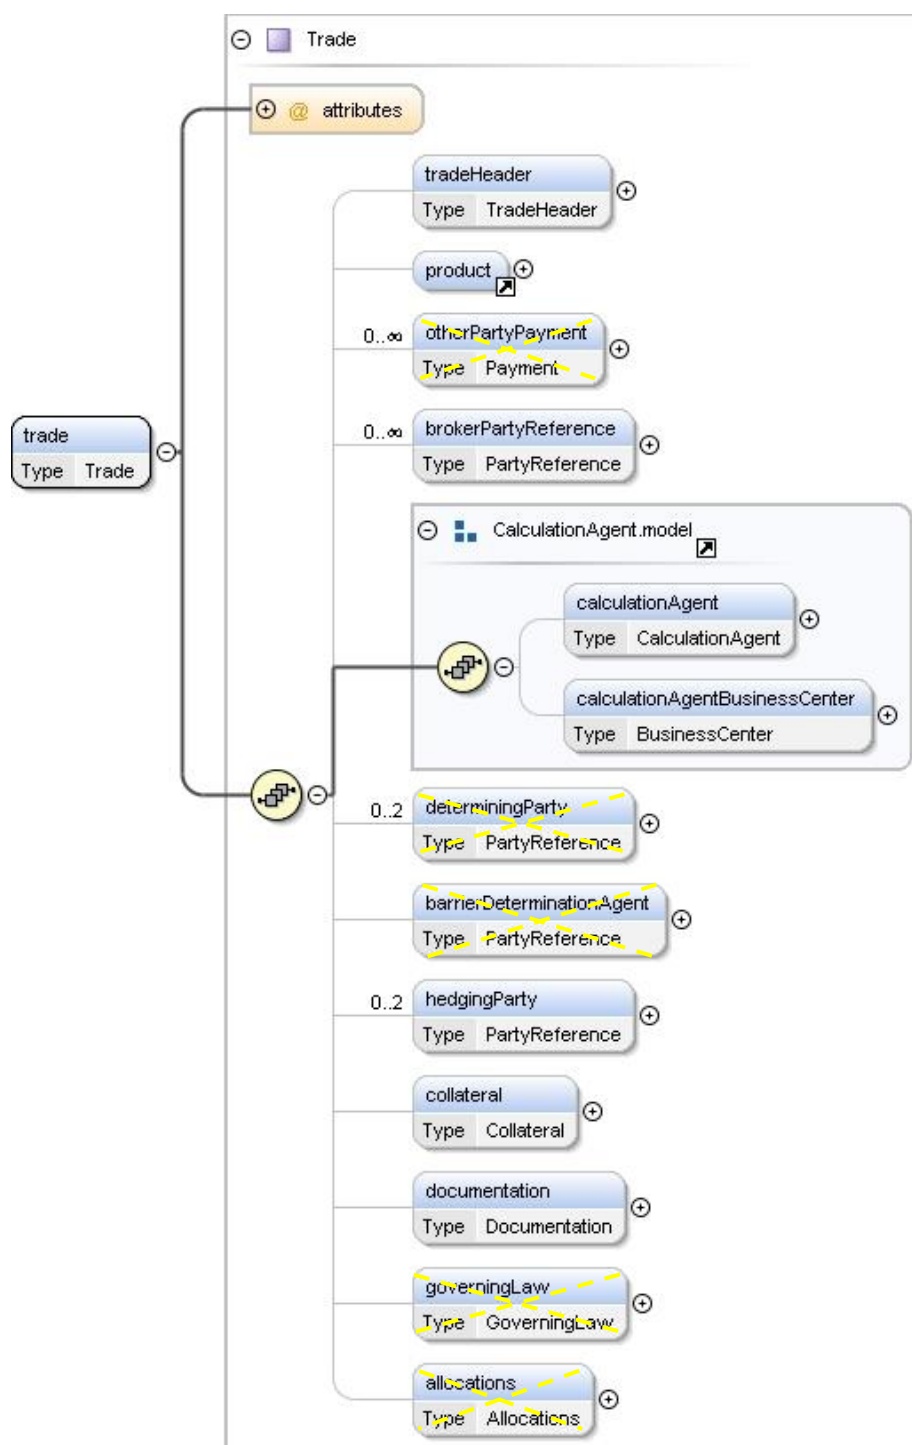 Trade
@ attributes
tradeHeader
Type TradeHeader
product
0..∞ otherPartyPayment
Type Payment
trade
Type Trade
0..∞ brokerPartyReference
Type PartyReference
CalculationAgent.model
calculationAgent
Type CalculationAgent
calculationAgentBusinessCenter
Type BusinessCenter
0..2 determiningParty
Type PartyReference
barrierDeterminationAgent
Type PartyReference
0..2 hedgingParty
Type PartyReference
collateral
Type Collateral
documentation
Type Documentation
governingLaw
Type GoverningLaw
allocations
Type Allocations